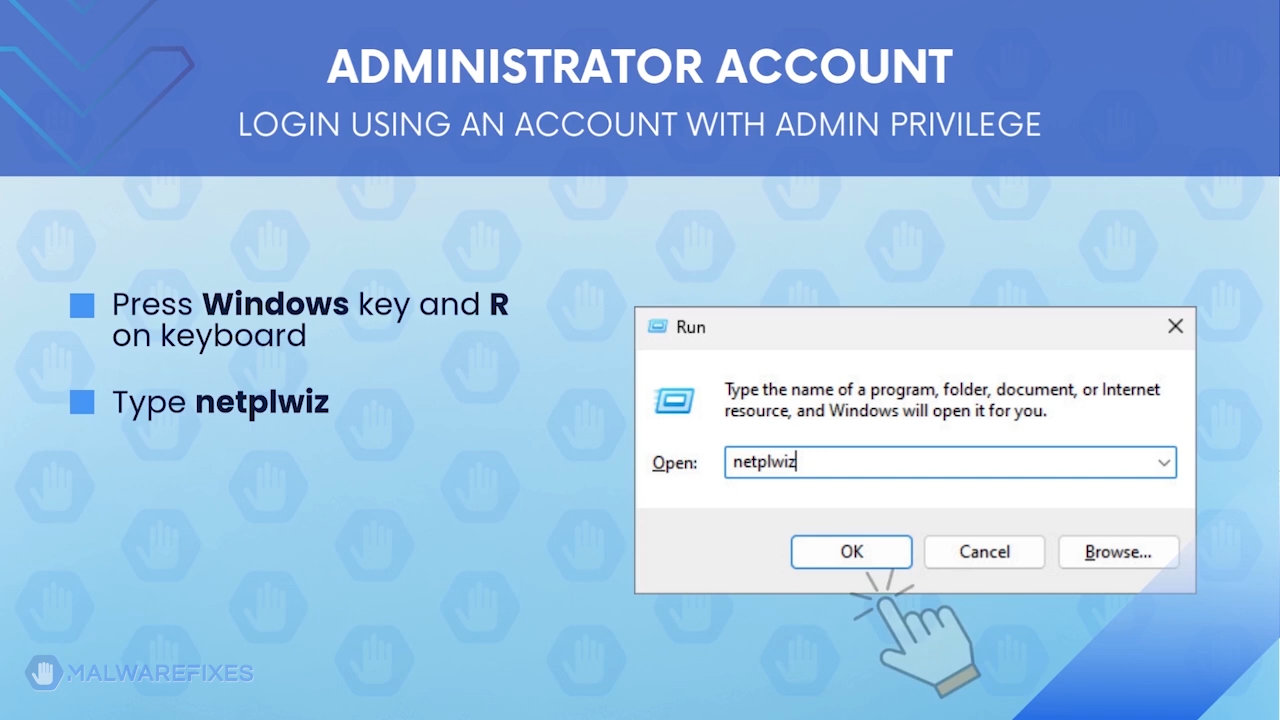 ADMINISTRATOR ACCOUNT
LOGIN USING AN ACCOUNT WITH ADMIN PRIVILEGE
Press Windows key and R
on keyboard
Type netplwiz
Run
Type the name of a program, folder, document, or Internet
resource, and Windows will open it for you.
Open: netplwiz
OK Cancel Browse...
MALWAREFIXES